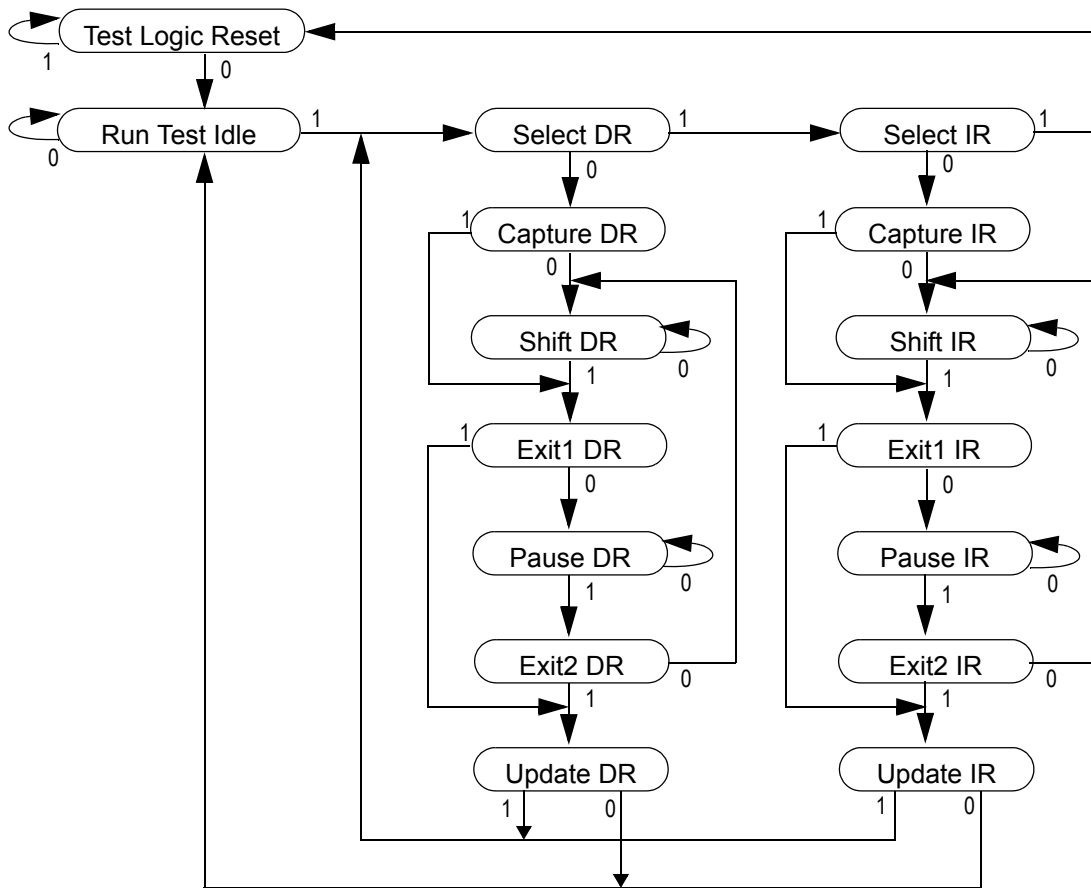 Test Logic Reset
1
0
Run Test Idle
1
0
Select DR
1
0
Select IR
1
0
1
Capture DR
0
1
Capture IR
0
Shift DR
0
1
Shift IR
0
1
1
Exit1 DR
0
1
Exit1 IR
0
Pause DR
0
1
Pause IR
0
1
Exit2 DR
0
1
Exit2 IR
0
1
Update DR
1
0
Update IR
1
0